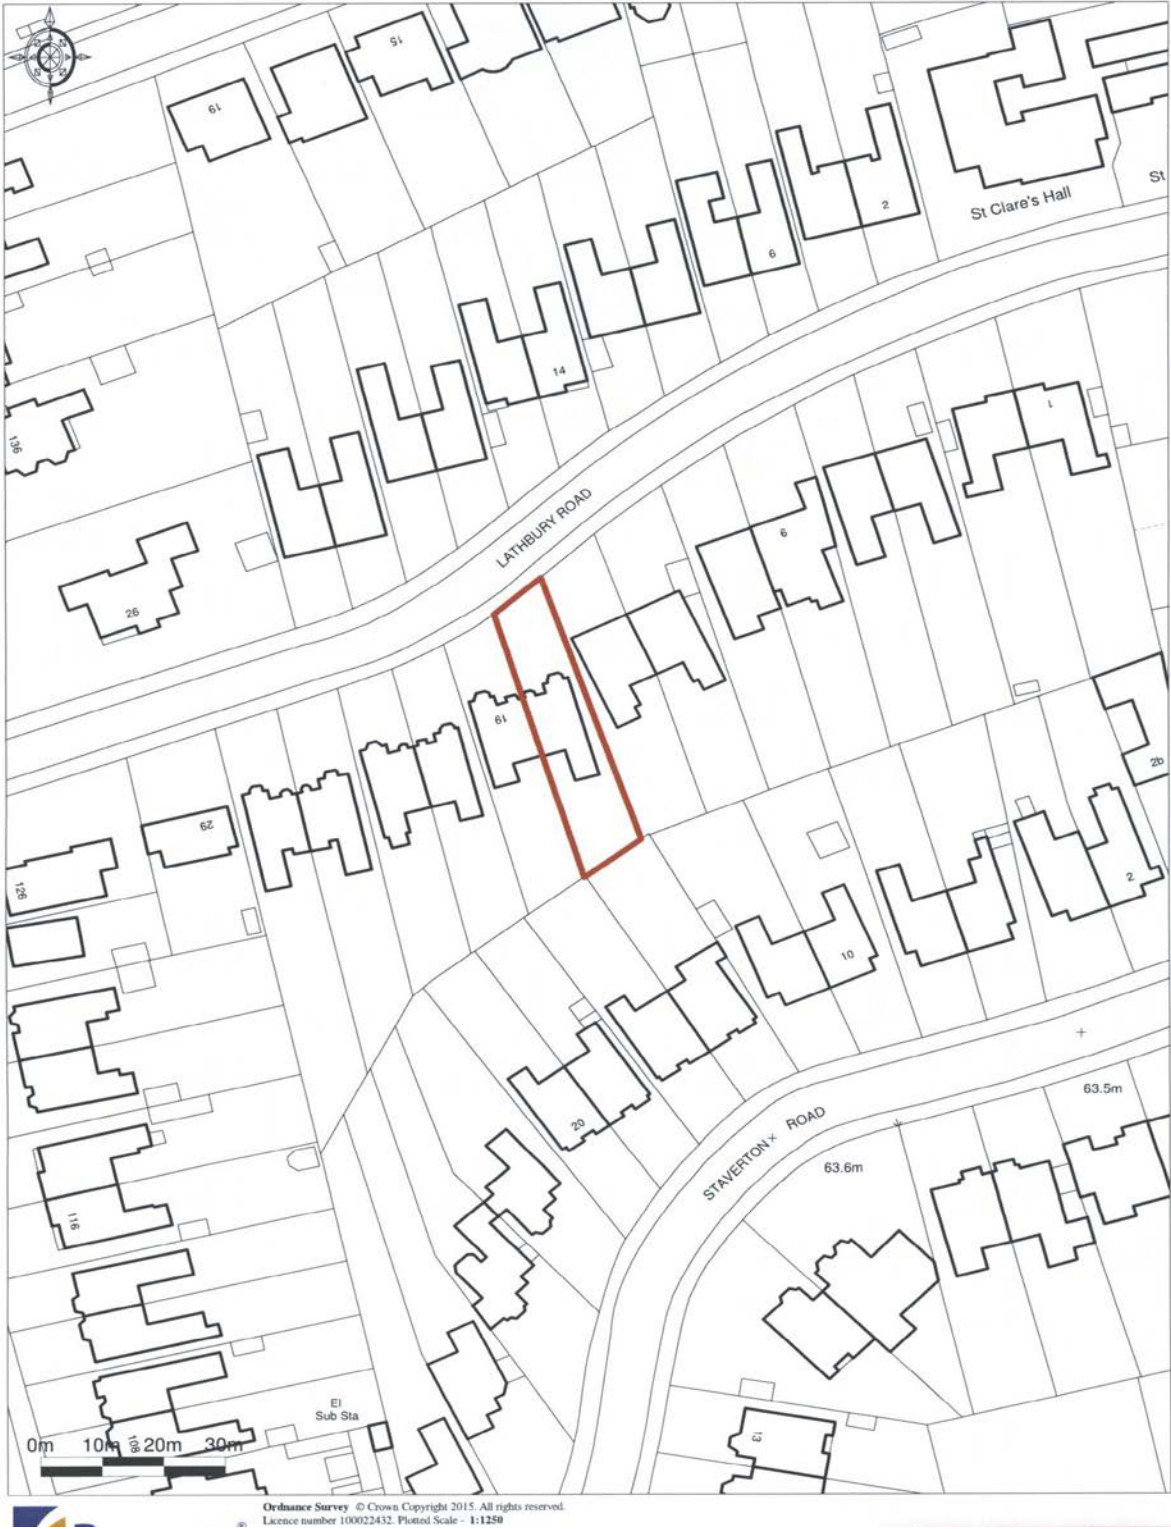 15
19
2
St Clare's Hall
St
6
14
1
136
LATHBURY ROAD
6
26
19
2b
29
126
2
10
63.5m
20
STAVERTON ROAD
63.6m
116
El
Sub Sta
13
108
0m 10m 20m 30m
Ordnance Survey © Crown Copyright 2015. All rights reserved.
Licence number 100022432. Plotted Scale - 1:1250